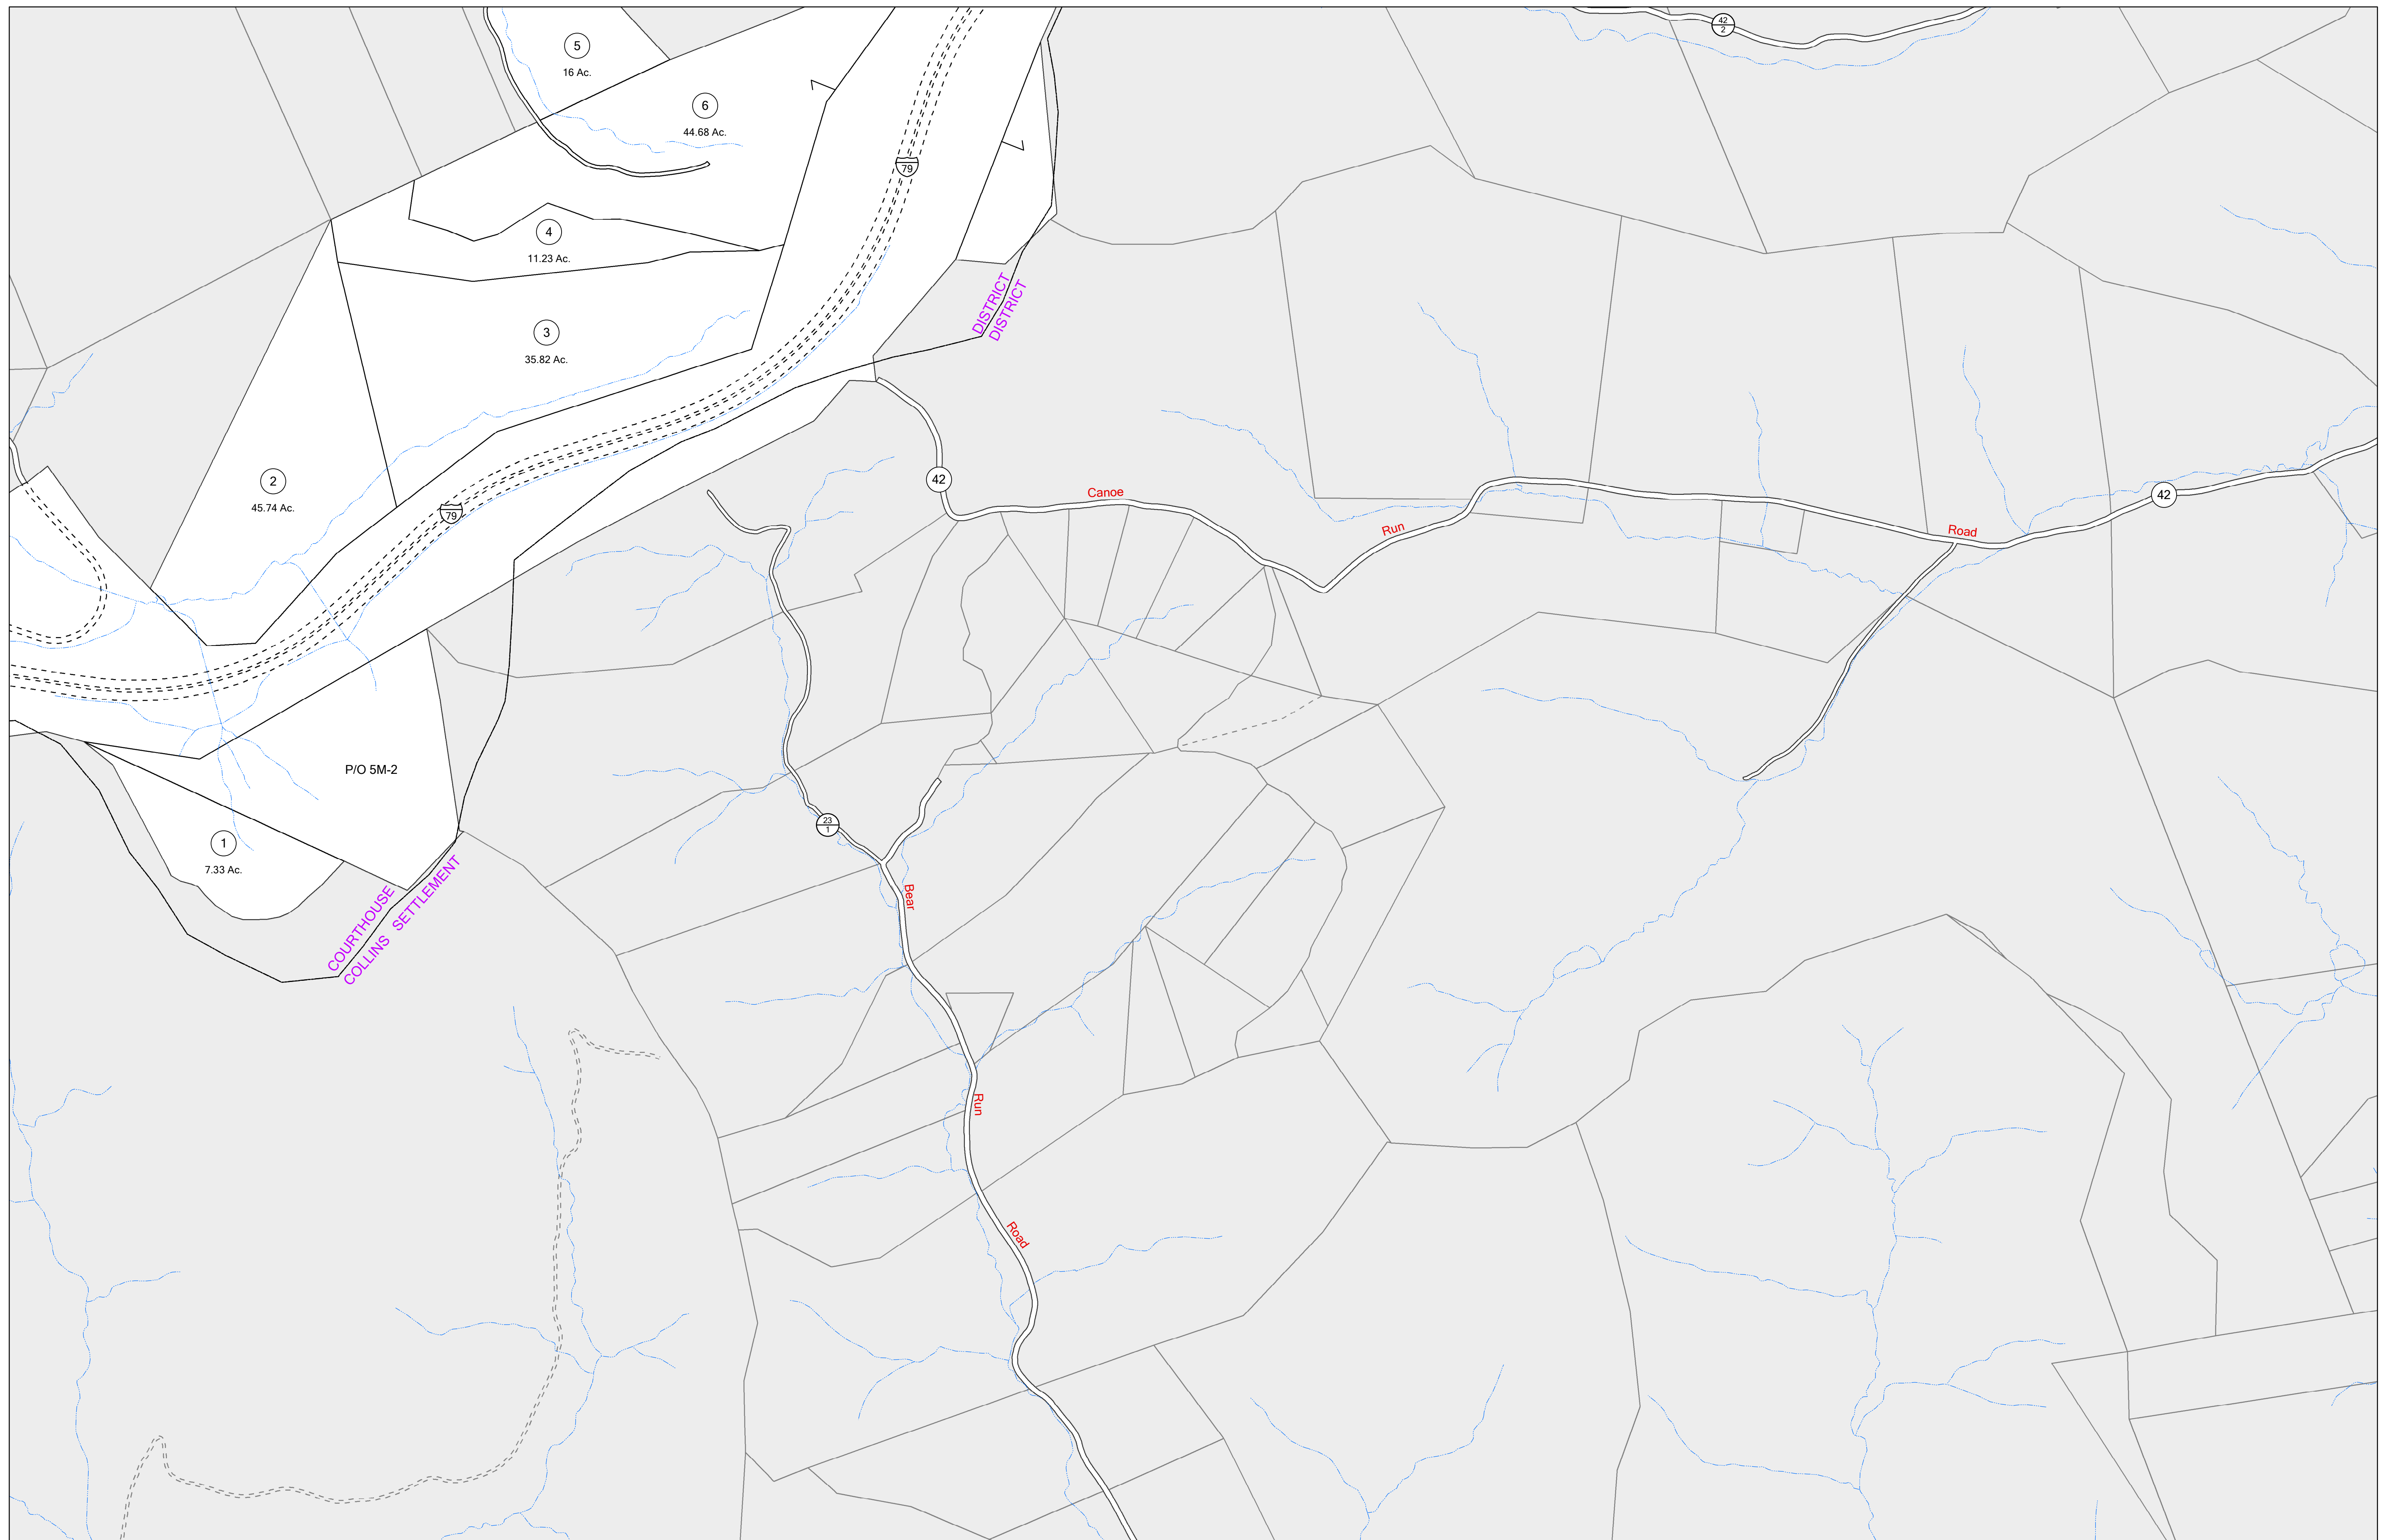 42
2
5
16 Ac.
6
44.68 Ac.
79
4
11.23 Ac.
DISTRICT
DISTRICT
3
35.82 Ac.
2
45.74 Ac.
79
42
Canoe
Run
Road
42
P/O 5M-2
1
7.33 Ac.
23
1
COURTHOUSE
COLLINS SETTLEMENT
Bear
Run
Road